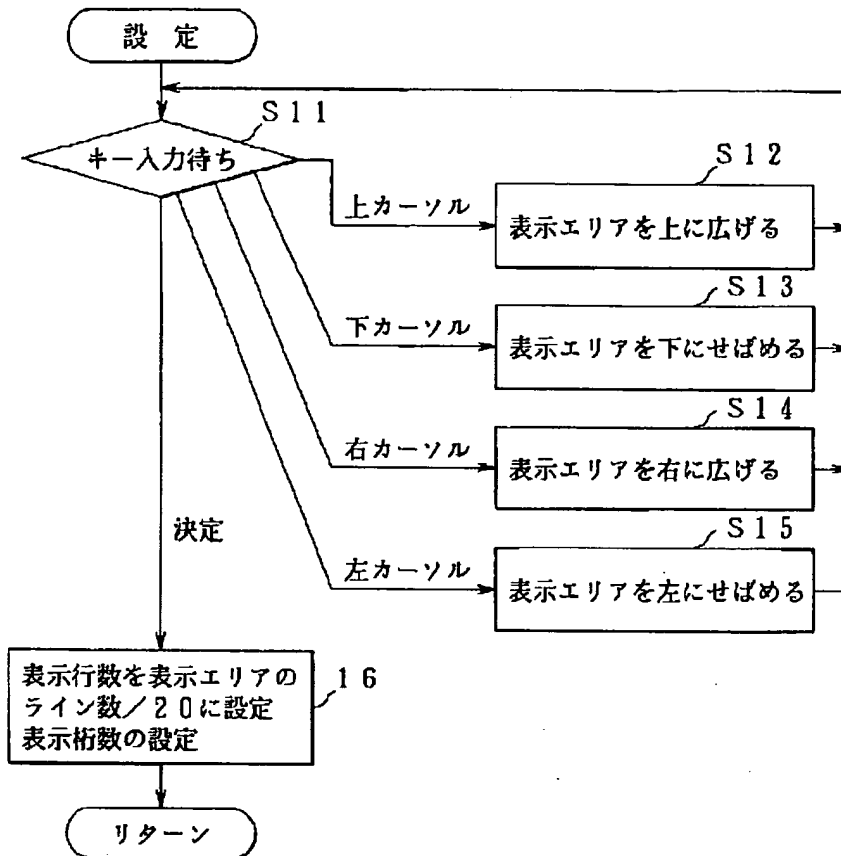 設 定
S11
キー入力待ち
S12
上カーソル
表示エリアを上に広げる
S13
下カーソル
表示エリアを下にせばめる
S14
右カーソル
表示エリアを右に広げる
S15
左カーソル
表示エリアを左にせばめる
決定
16
表示行数を表示エリアの
ライン数/20に設定
表示桁数の設定
リターン